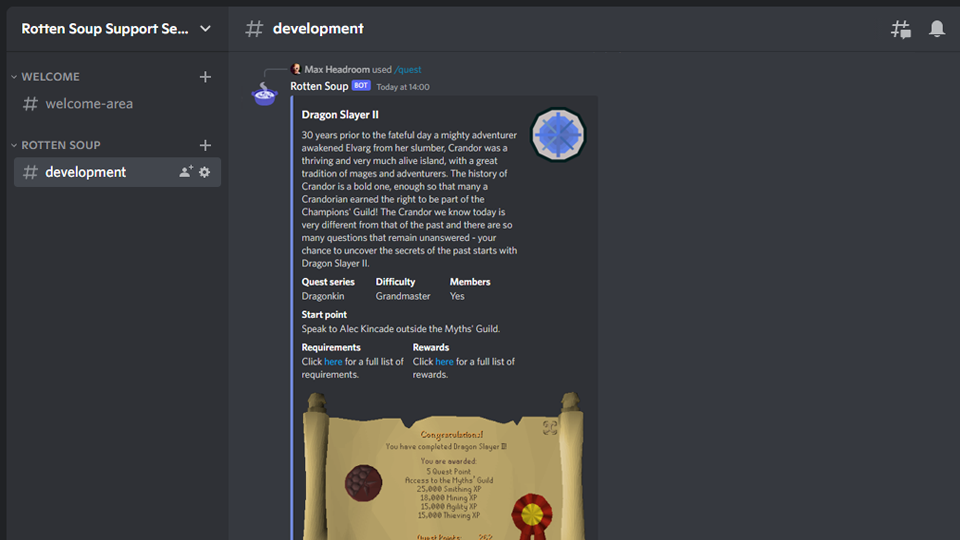 Rotten Soup Support Se...
# development
WELCOME
# welcome-area
ROTTEN SOUP
# development
Max Headroom used /quest
Rotten Soup BOT Today at 14:00
Dragon Slayer II
30 years prior to the fateful day a mighty adventurer
awakened Elvarg from her slumber, Crandor was a
thriving and very much alive island, with a great
tradition of mages and adventurers. The history of
Crandor is a bold one, enough so that many a
Crandorian earned the right to be part of the
Champions' Guild! The Crandor we know today is
very different from that of the past and there are so
many questions that remain unanswered - your
chance to uncover the secrets of the past starts with
Dragon Slayer II.
Quest series Difficulty Members
Dragonkin Grandmaster Yes
Start point
Speak to Alec Kincade outside the Myths' Guild.
Requirements Rewards
Click here for a full list of Click here for a full list of
requirements. rewards.
Congratulations!
You have completed Dragon Slayer II!
You are awarded:
5 Quest Point
Access to the Myths' Guild
25,000 Smithing XP
18,000 Mining XP
15,000 Agility XP
15,000 Thieving XP
Quest Points: 262